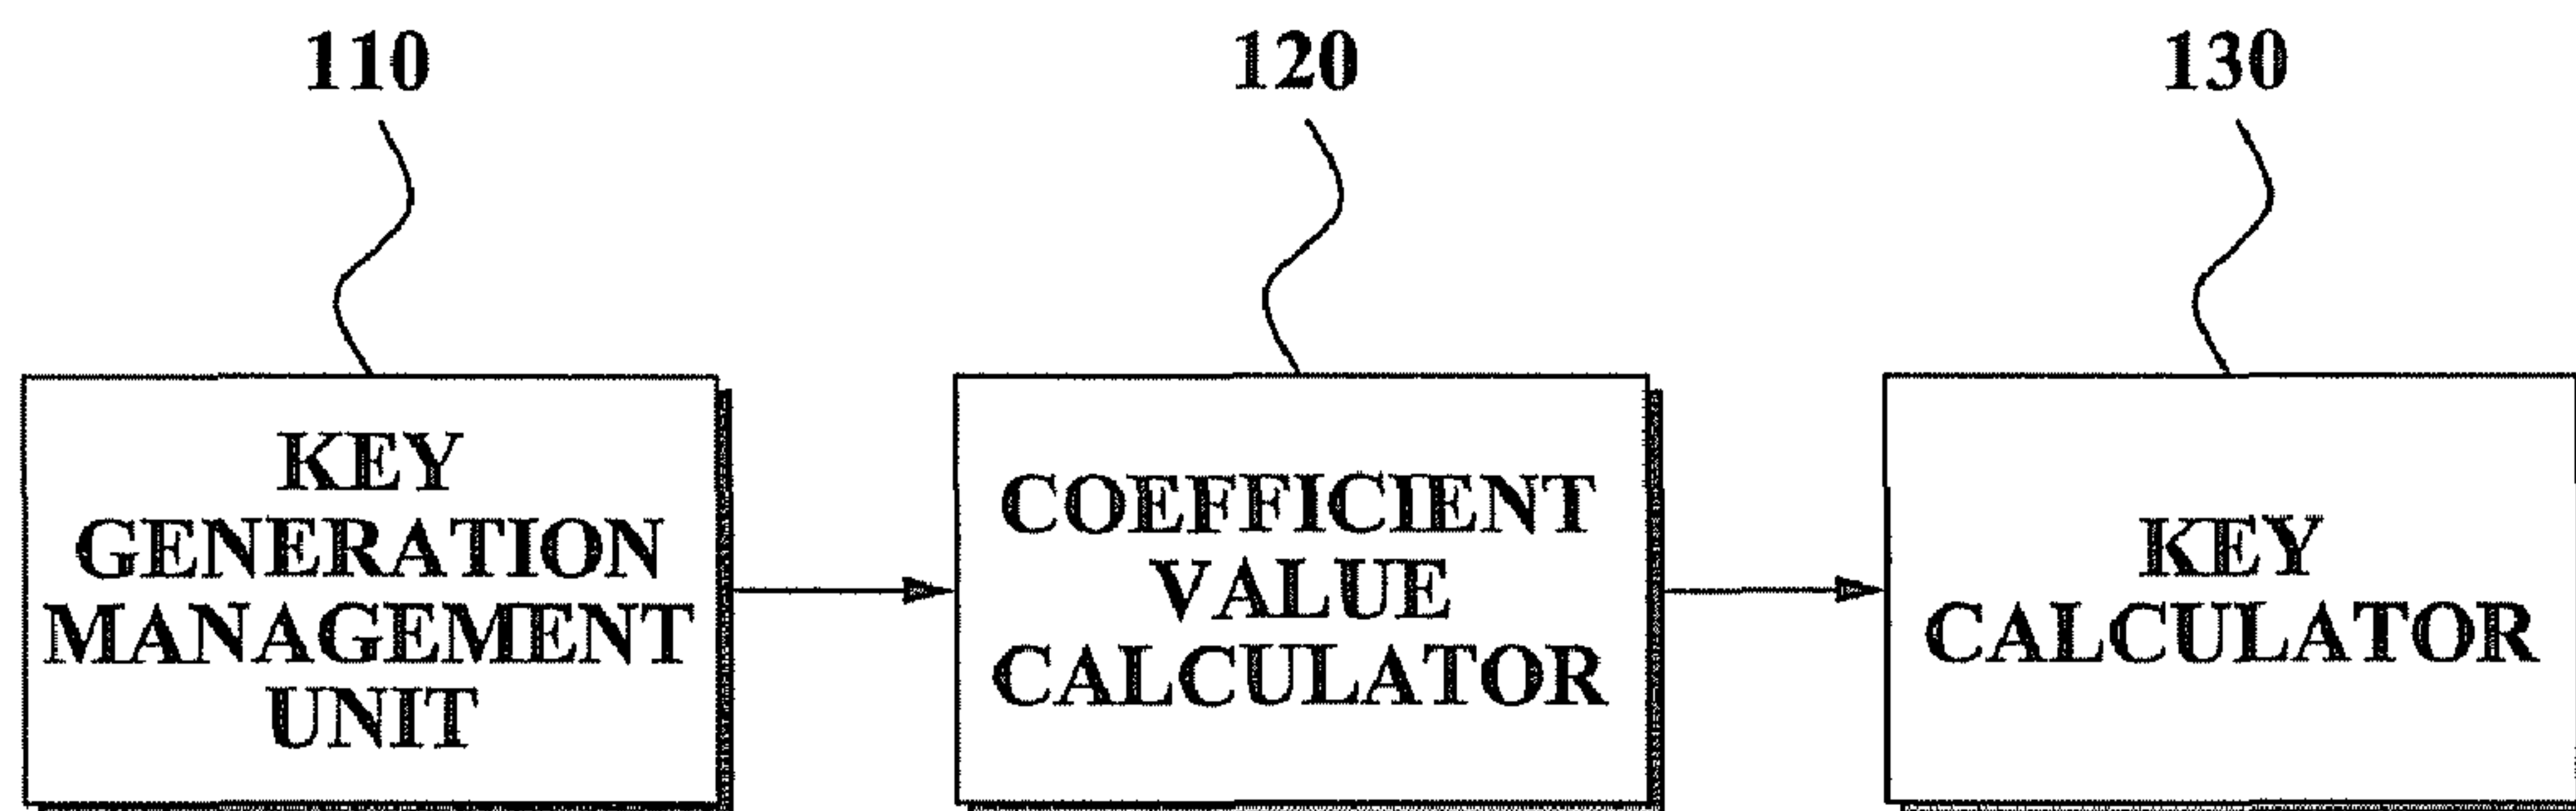 110
120
130
KEY
GENERATION
MANAGEMENT
UNIT
COEFFICIENT
VALUE
CALCULATOR
KEY
CALCULATOR